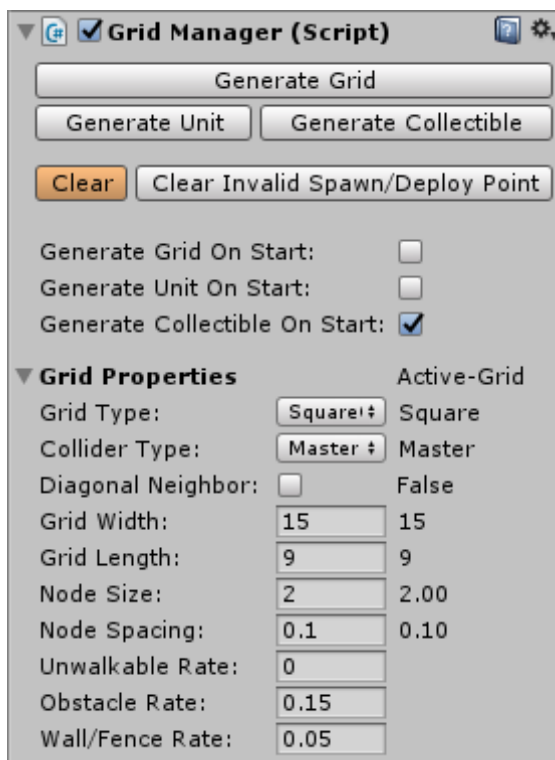 Grid Manager (Script)
Generate Grid
Generate Unit Generate Collectible
Clear Clear Invalid Spawn/Deploy Point
Generate Grid On Start:
Generate Unit On Start:
Generate Collectible On Start:
Grid Properties Active-Grid
Grid Type: Square Square
Collider Type: Master Master
Diagonal Neighbor: False
Grid Width: 15 15
Grid Length: 9 9
Node Size: 2 2.00
Node Spacing: 0.1 0.10
Unwalkable Rate: 0
Obstacle Rate: 0.15
Wall/Fence Rate: 0.05